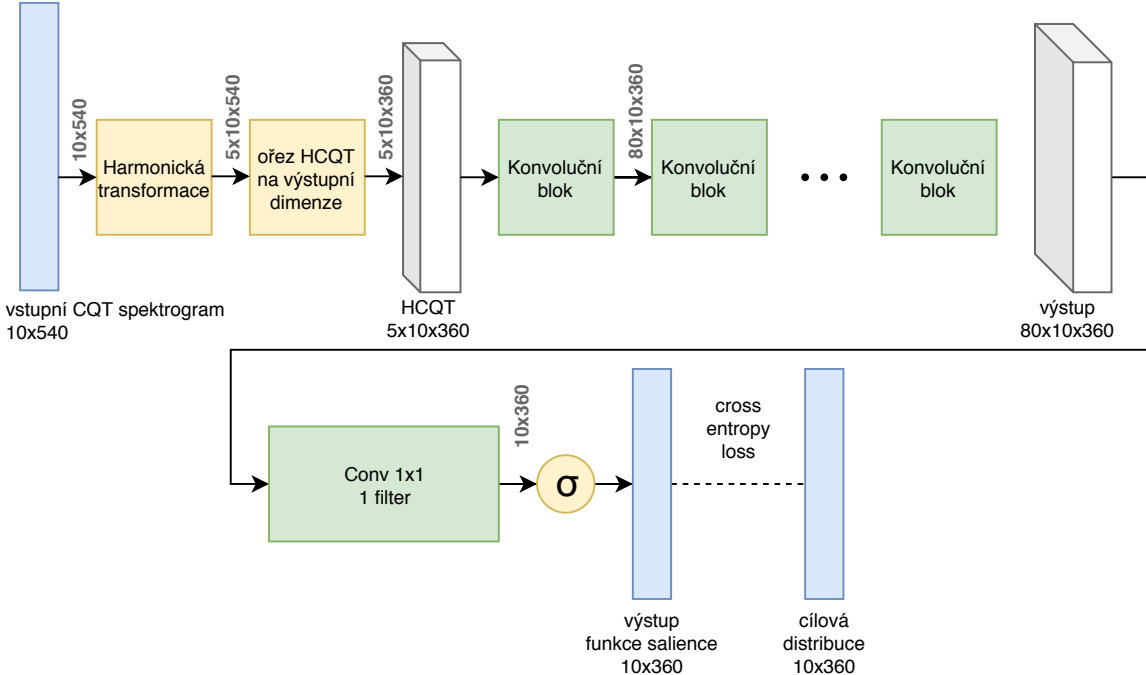 10x540
Harmonická
transformace
5x10x540
ořez HCQT
na výstupní
dimenze
5x10x360
Konvoluční
blok
80x10x360
Konvoluční
blok
Konvoluční
blok
vstupní CQT spektrogram
10x540
HCQT
5x10x360
výstup
80x10x360
Conv 1x1
1 filter
10x360
σ
cross
entropy
loss
výstup
funkce salience
10x360
cílová
distribuce
10x360